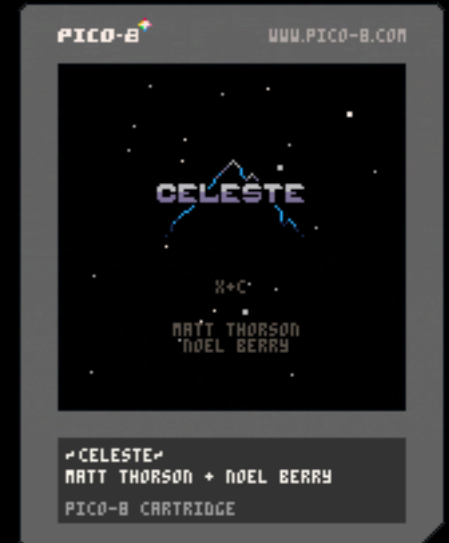 PICO-8
WWW.PICO-8.COM
CELESTE
X+C
MATT THORSON
NOEL BERRY
~CELESTE~
MATT THORSON + NOEL BERRY
PICO-8 CARTRIDGE